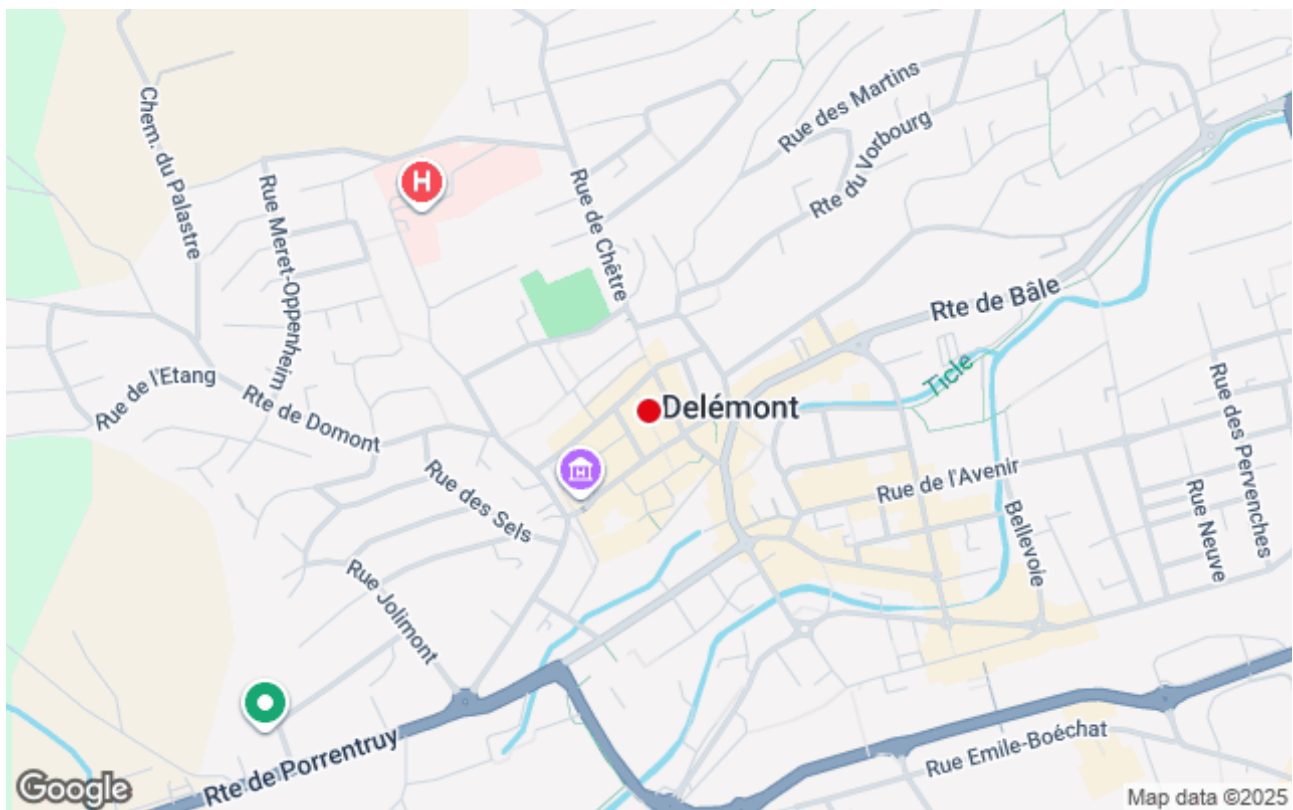 Chem. du Palastre
Rue Meret-Oppenheim
H
Rue de Chêtre
Rue des Martins
Rte du Vorbourg
Rte de Bâle
Rue de l'Etang
Rte de Domont
Delémont
Ticle
Rue des Sels
Rue de l'Avenir
Bellevoie
Rue Neuve
Rue des Pervenches
Rue Jolimont
Rte de Porrentruy
Rue Emile-Boéchat
Google
Map data ©2025